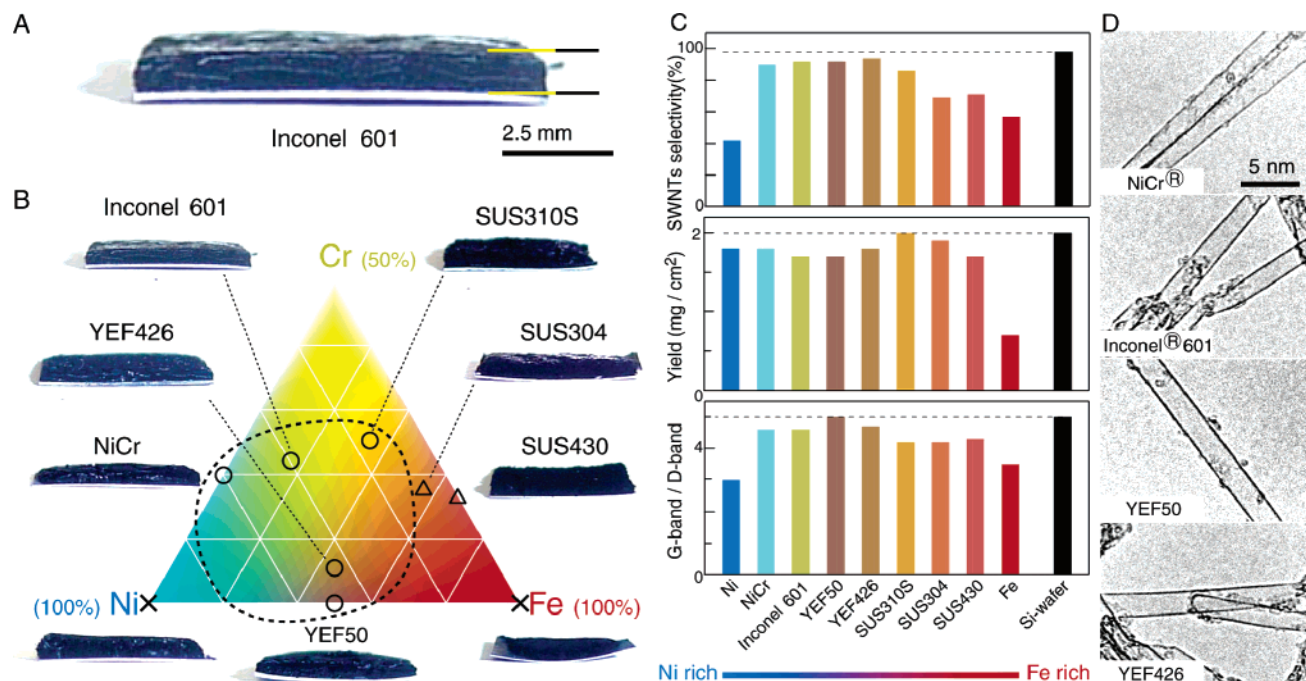 A
Inconel 601
2.5 mm
B
Inconel 601
SUS310S
Cr (50%)
YEF426
SUS304
NiCr
SUS430
(100%) Ni
Fe (100%)
YEF50
C
SWNTs selectivity(%)
100
0
Yield (mg / cm²)
2
0
G-band / D-band
4
0
Ni
NiCr
Inconel 601
YEF50
YEF426
SUS310S
SUS304
SUS430
Fe
Si-wafer
Ni rich
Fe rich
D
NiCr®
5 nm
Inconel®601
YEF50
YEF426